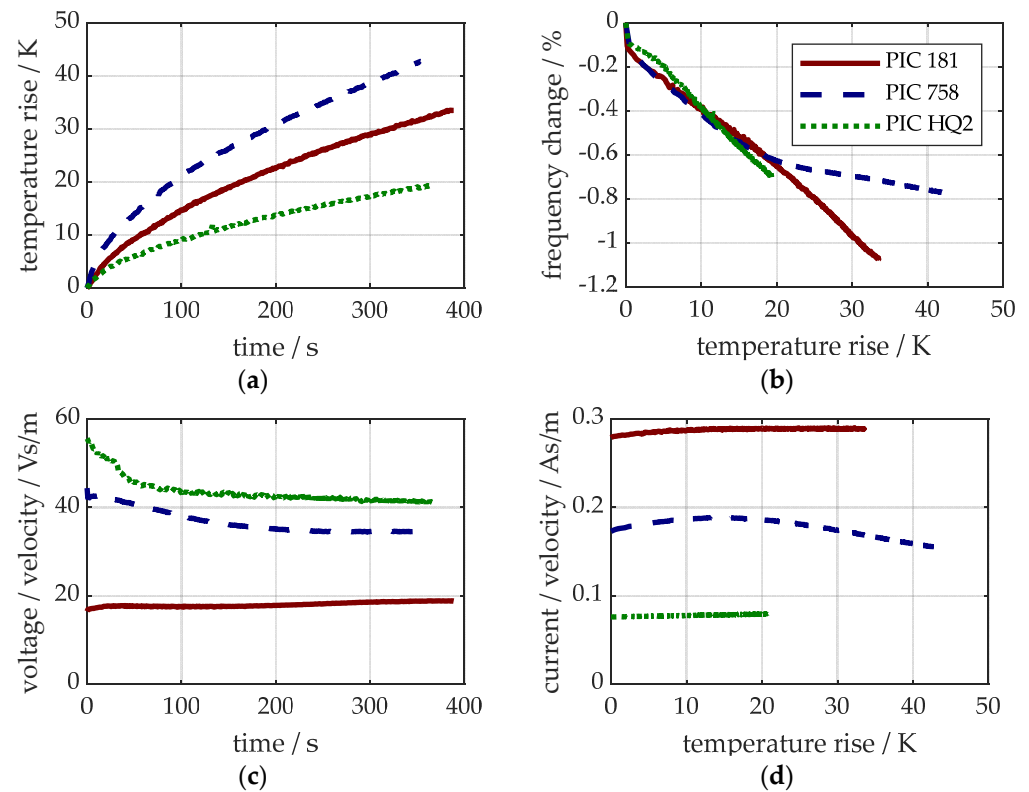 temperature rise / K
50
40
30
20
10
0
0 100 200 300 400
time / s
(a)
frequency change / %
0
-0.2
-0.4
-0.6
-0.8
-1
-1.2
PIC 181
PIC 758
PIC HQ2
0 10 20 30 40 50
temperature rise / K
(b)
voltage / velocity / Vs/m
60
40
20
0
0 100 200 300 400
time / s
(c)
current / velocity / As/m
0.3
0.2
0.1
0
0 10 20 30 40 50
temperature rise / K
(d)